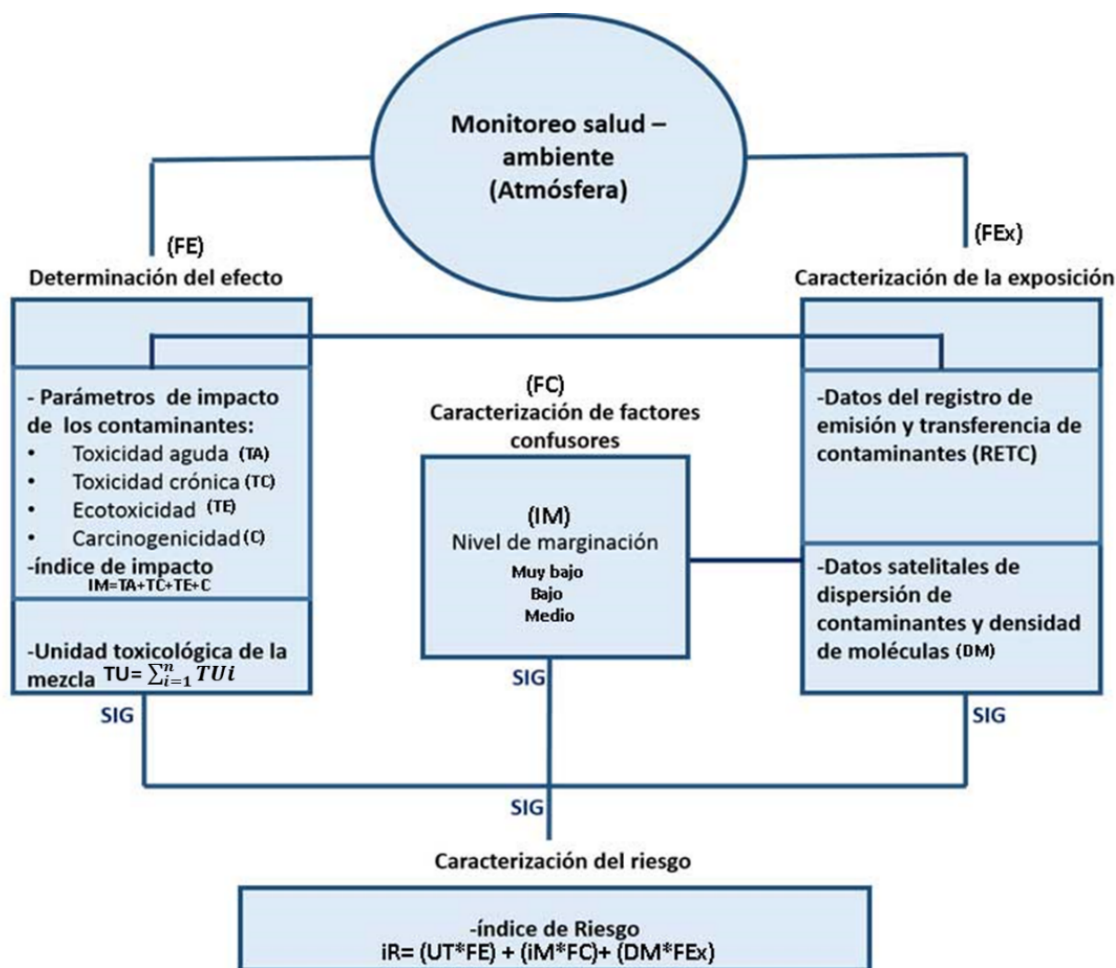 Monitoreo salud –
ambiente
(Atmósfera)
(FE)
Determinación del efecto
- Parámetros de impacto
de los contaminantes:
• Toxicidad aguda (TA)
• Toxicidad crónica (TC)
• Ecotoxicidad (TE)
• Carcinogenicidad (C)
-índice de impacto
IM=TA+TC+TE+C
-Unidad toxicológica de la
mezcla TU= ∑ⁿᵢ₌₁ TUi
SIG
(FC)
Caracterización de factores
confusores
(IM)
Nivel de marginación
Muy bajo
Bajo
Medio
SIG
(FEx)
Caracterización de la exposición
-Datos del registro de
emisión y transferencia de
contaminantes (RETC)
-Datos satelitales de
dispersión de
contaminantes y densidad
de moléculas (DM)
SIG
SIG
Caracterización del riesgo
-índice de Riesgo
iR= (UT*FE) + (iM*FC)+ (DM*FEx)